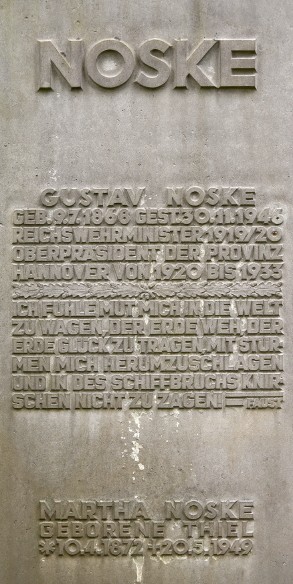 NOSKE
GUSTAV NOSKE
GEB. 9.7.1868 GEST. 30.11.1946
REICHSWEHRMINISTER 1919/20
OBERPRÄSIDENT DER PROVINZ
HANNOVER VON 1920 BIS 1933
ICH FÜHLE MUT MICH IN DIE WELT
ZU WAGEN, DER ERDE WEH, DER
ERDE GLÜCK ZU TRAGEN, MIT STÜR-
MEN MICH HERUMZUSCHLAGEN
UND IN DES SCHIFFBRUCHS KNIR-
SCHEN NICHT ZU ZAGEN! — FAUST
MARTHA NOSKE
GEBORENE THIEL
* 10.4.1872 † 20.5.1949